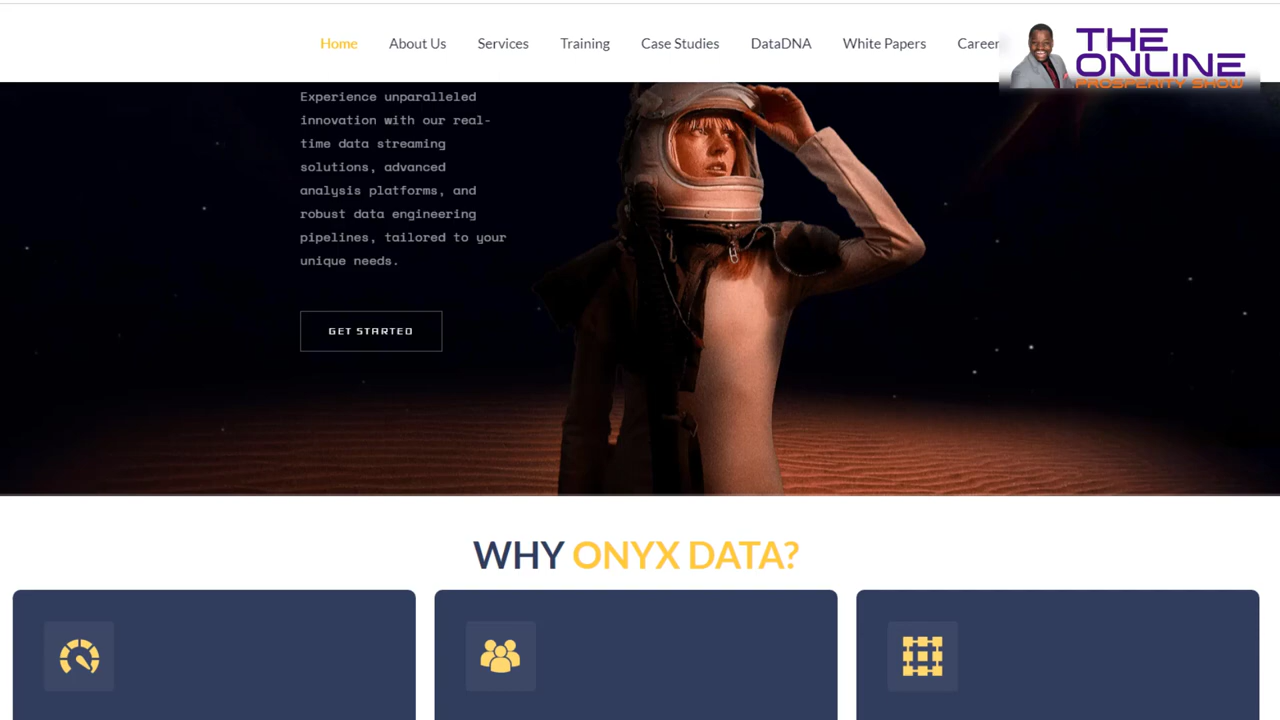 Home About Us Services Training Case Studies DataDNA White Papers Career
THE
ONLINE
PROSPERITY SHOW
Experience unparalleled
innovation with our real-
time data streaming
solutions, advanced
analysis platforms, and
robust data engineering
pipelines, tailored to your
unique needs.
GET STARTED
WHY ONYX DATA?